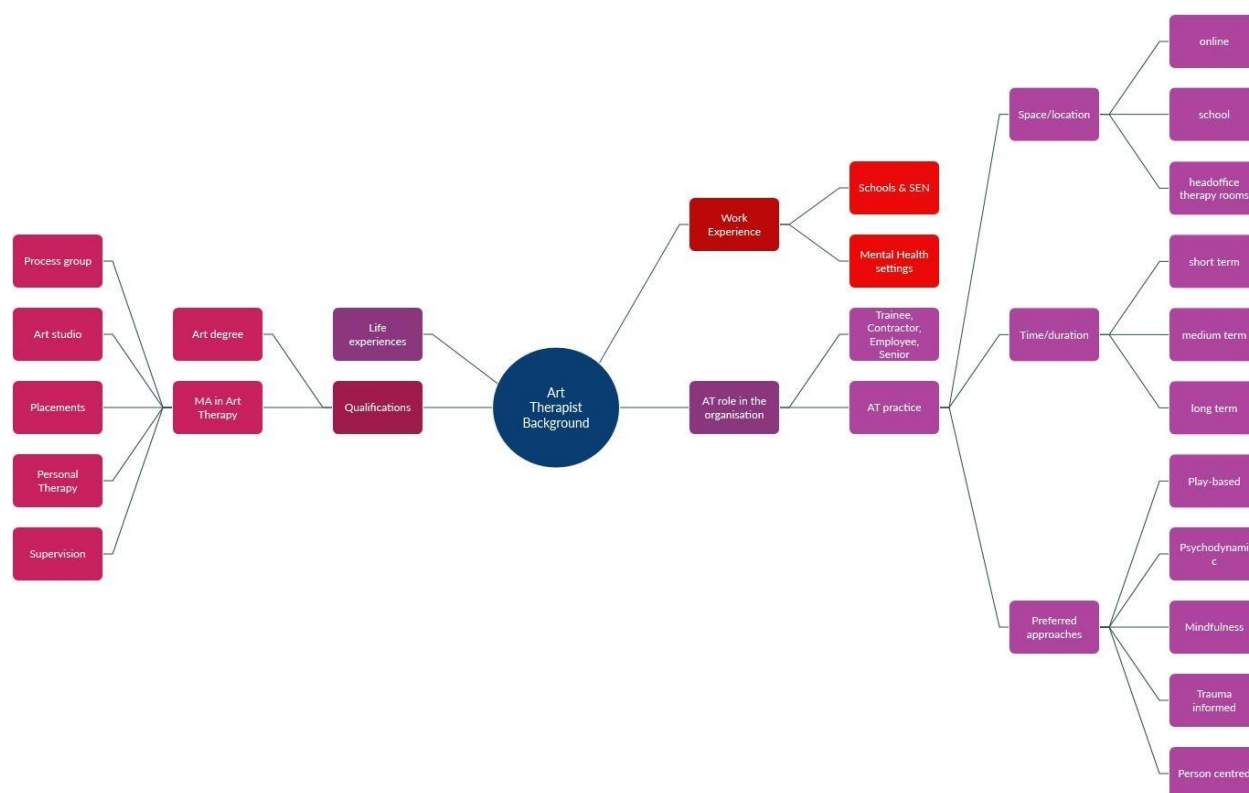 Process group
Art studio
Placements
Personal
Therapy
Supervision
Art degree
MA in Art
Therapy
Life
experiences
Qualifications
Art
Therapist
Background
Work
Experience
Schools & SEN
Mental Health
settings
AT role in the
organisation
Trainee,
Contractor,
Employee,
Senior
AT practice
Space/location
online
school
headoffice
therapy rooms
Time/duration
short term
medium term
long term
Preferred
approaches
Play-based
Psychodynami
c
Mindfulness
Trauma
informed
Person centred